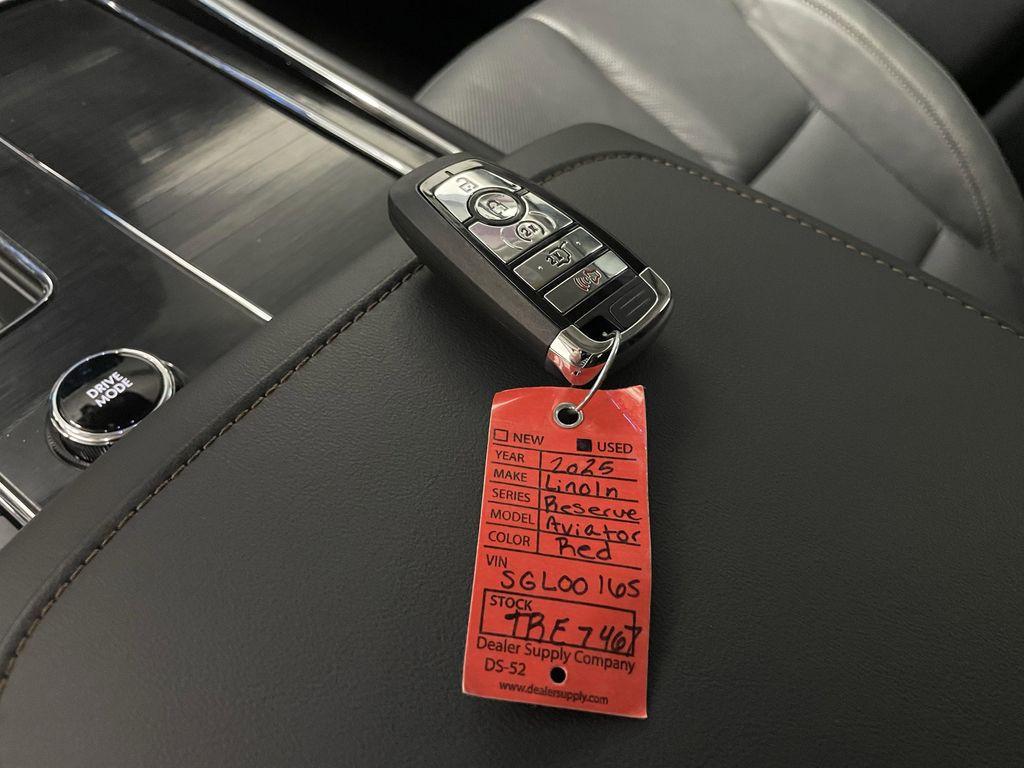 DRIVE
MODE
NEW USED
YEAR 2025
MAKE Linoln
SERIES Reserve
MODEL Aviator
COLOR Red
VIN
SGL00165
STOCK
TRE7467
Dealer Supply Company
DS-52
www.dealersupply.com